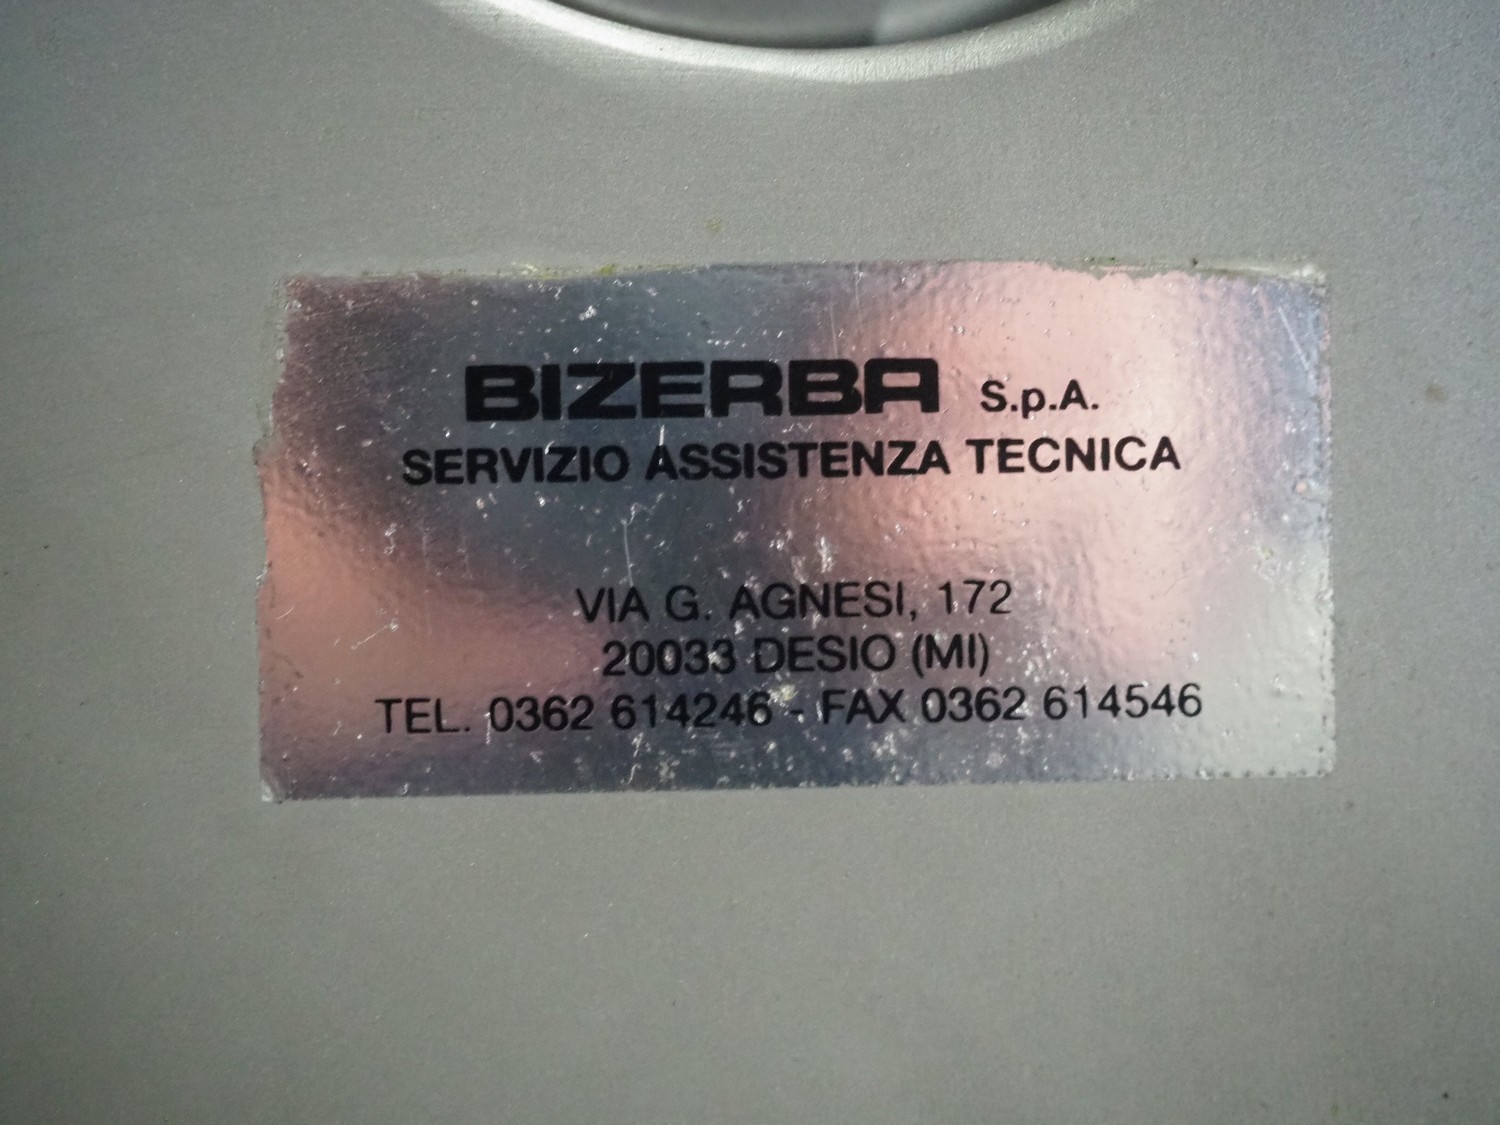 BIZERBA S.p.A.
SERVIZIO ASSISTENZA TECNICA
VIA G. AGNESI, 172
20033 DESIO (MI)
TEL. 0362 614246 - FAX 0362 614546